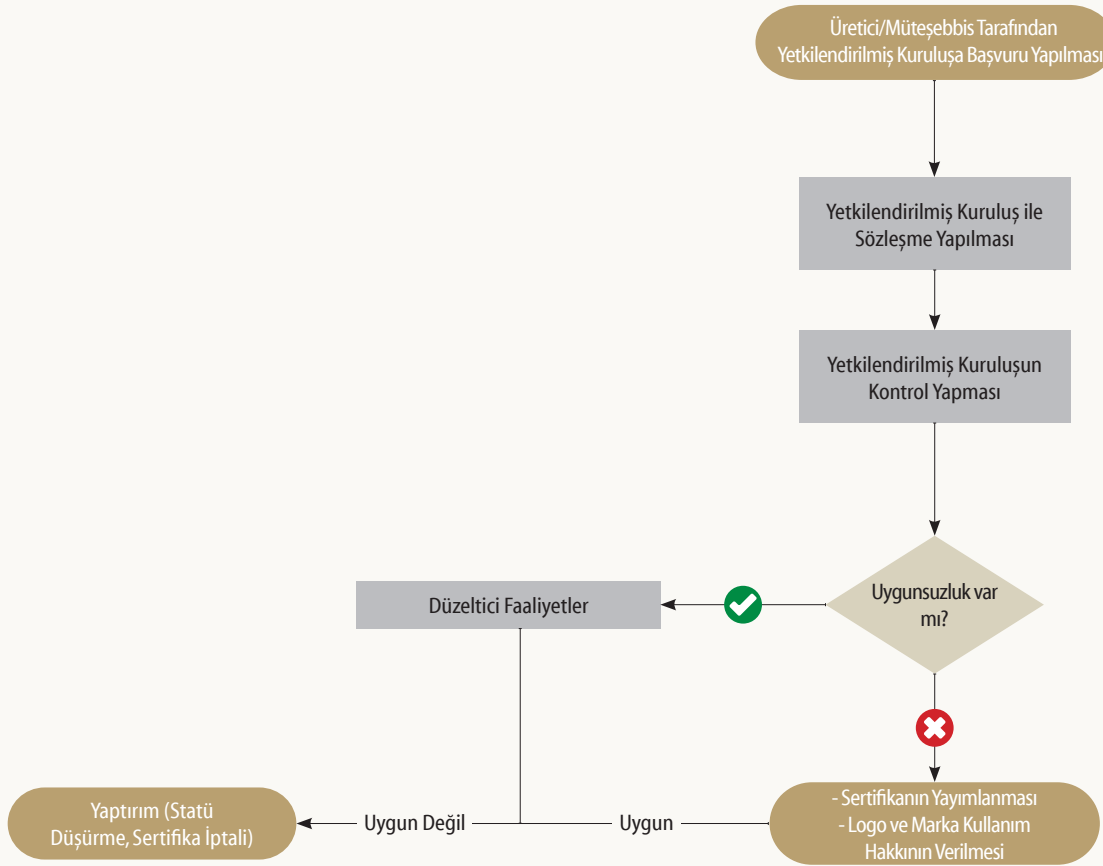 Üretici/Müteşebbis Tarafından
Yetkilendirilmiş Kuruluşa Başvuru Yapılması
Yetkilendirilmiş Kuruluş ile
Sözleşme Yapılması
Yetkilendirilmiş Kuruluşun
Kontrol Yapması
Uygunsuzluk var
mı?
Düzeltici Faaliyetler
Yaptırım (Statü
Düşürme, Sertifika İptali)
Uygun Değil
Uygun
- Sertifikanın Yayımlanması
- Logo ve Marka Kullanım
Hakkının Verilmesi